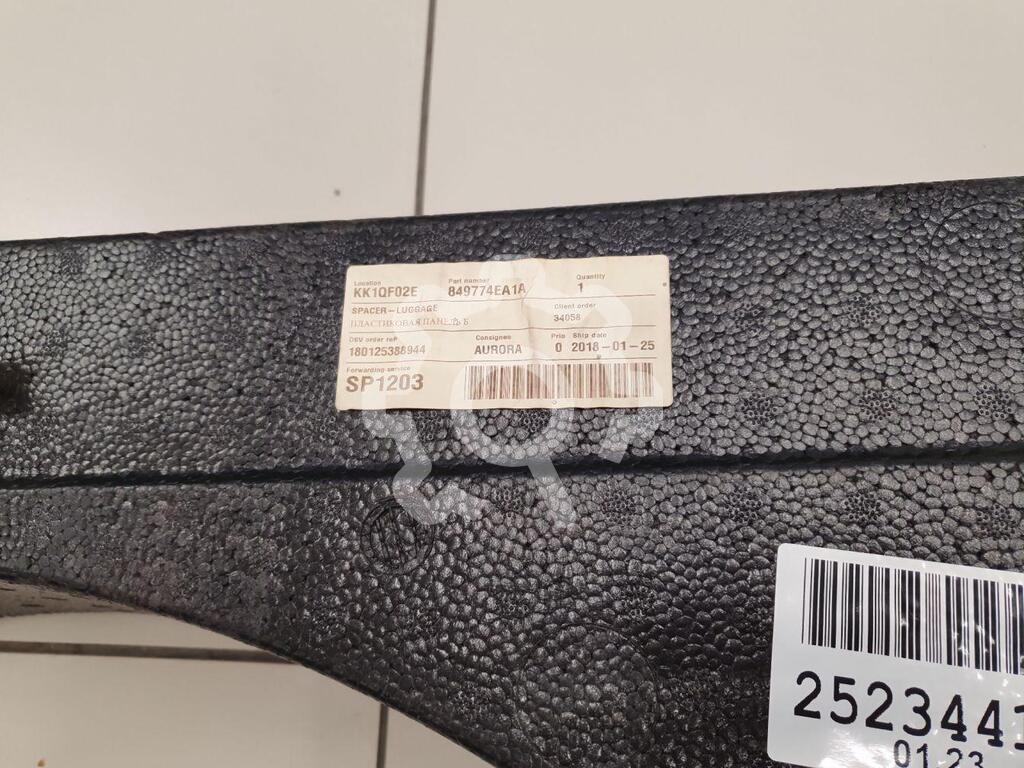 Location Part number Quantity
KK1QF02E 849774EA1A 1
SPACER-LUGGAGE Client order
ПЛАСТИКОВАЯ ПАНЕЛЬ Б 34058
DSV order ref Consignee Prio Ship date
180125388944 AURORA 0 2018-01-25
Forwarding service
SP1203
2523441
01.23